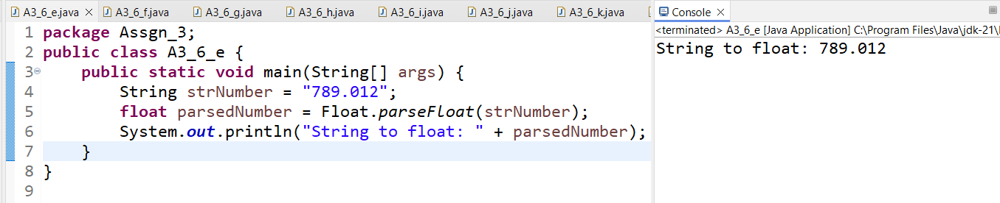 A3_6_e.java A3_6_f.java A3_6_g.java A3_6_h.java A3_6_i.java A3_6_j.java A3_6_k.java
1 package Assgn_3;
2 public class A3_6_e {
3 public static void main(String[] args) {
4 String strNumber = "789.012";
5 float parsedNumber = Float.parseFloat(strNumber);
6 System.out.println("String to float: " + parsedNumber);
7 }
8 }
9
Console
<terminated> A3_6_e [Java Application] C:\Program Files\Java\jdk-21\
String to float: 789.012